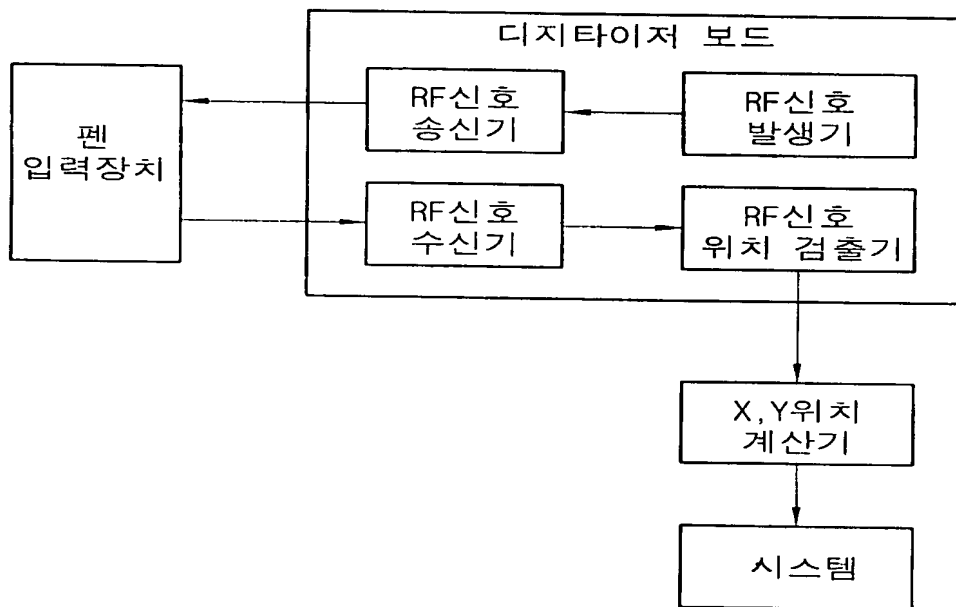 디지타이저 보드
펜
입력장치
RF신호
송신기
RF신호
발생기
RF신호
수신기
RF신호
위치 검출기
X,Y위치
계산기
시스템